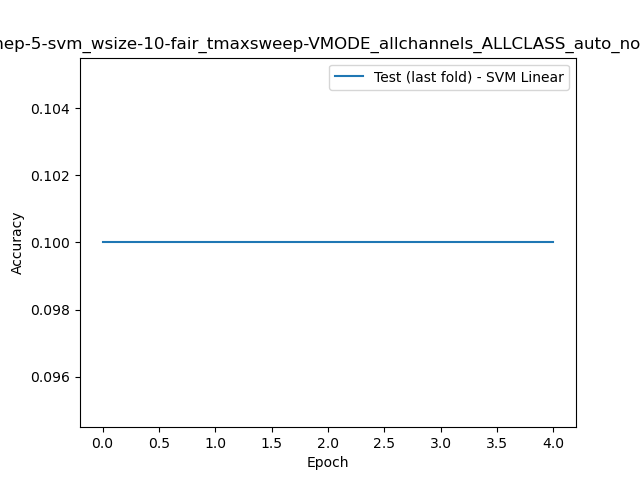 nep-5-svm_wsize-10-fair_tmaxsweep-VMODE_allchannels_ALLCLASS_auto_no
Test (last fold) - SVM Linear
0.104
0.102
0.100
0.098
0.096
Accuracy
0.0 0.5 1.0 1.5 2.0 2.5 3.0 3.5 4.0
Epoch